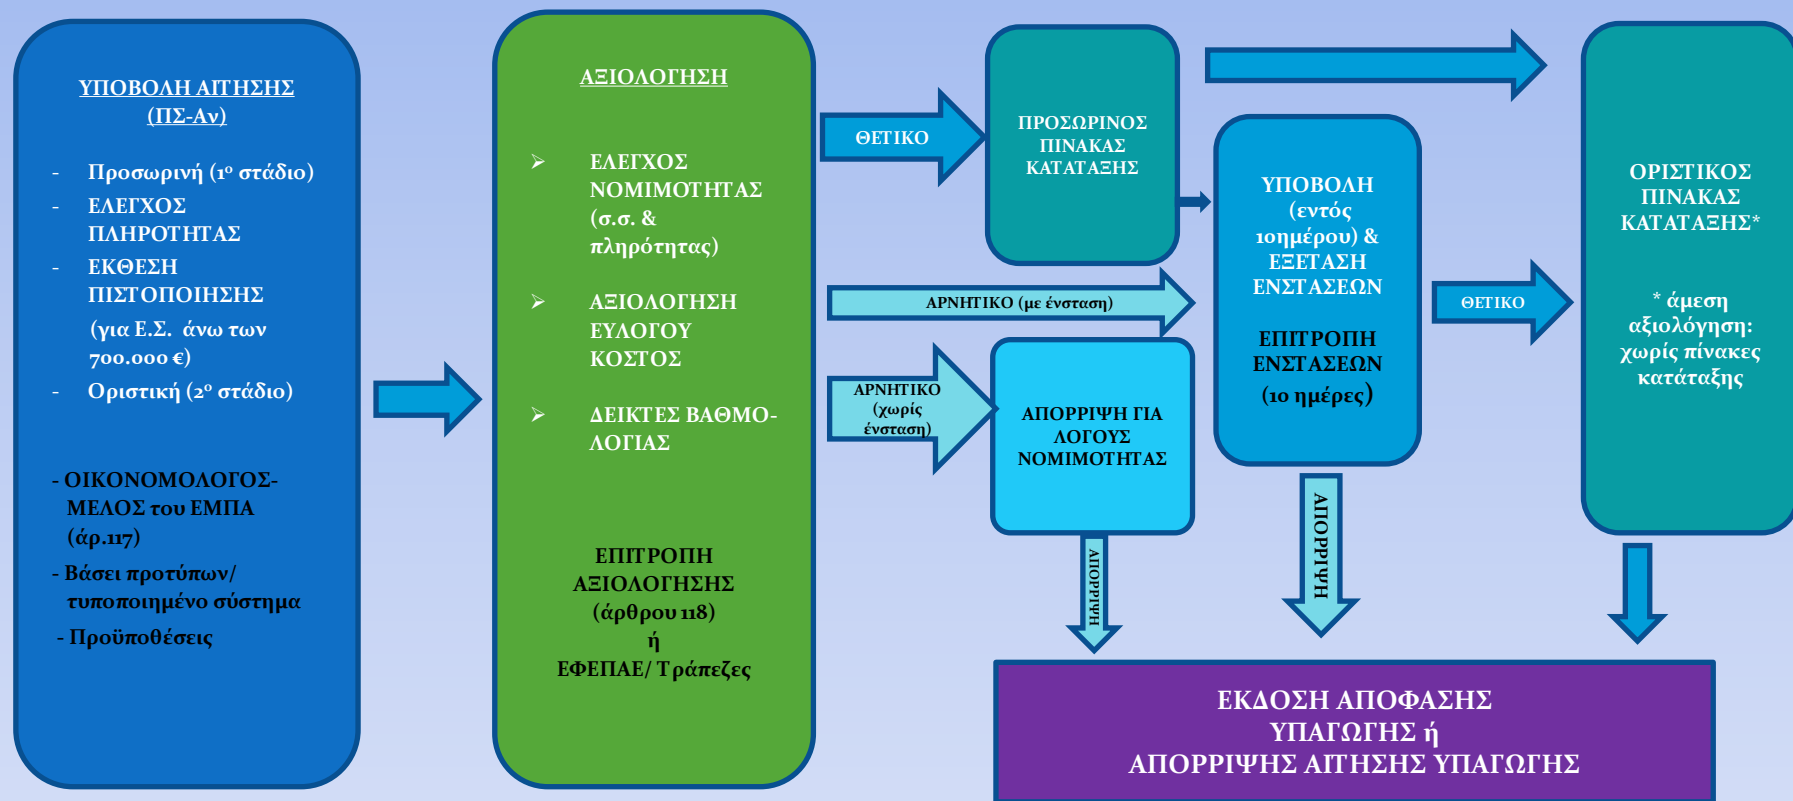 ΥΠΟΒΟΛΗ ΑΙΤΗΣΗΣ
(ΠΣ-Αν)
- Προσωρινή (1ο στάδιο)
- ΕΛΕΓΧΟΣ
ΠΛΗΡΟΤΗΤΑΣ
- ΕΚΘΕΣΗ
ΠΙΣΤΟΠΟΙΗΣΗΣ
(για Ε.Σ. άνω των
700.000 €)
- Οριστική (2ο στάδιο)
- ΟΙΚΟΝΟΜΟΛΟΓΟΣ-
ΜΕΛΟΣ του ΕΜΠΑ
(άρ.117)
- Βάσει προτύπων/
τυποποιημένο σύστημα
- Προϋποθέσεις
ΑΞΙΟΛΟΓΗΣΗ
➢ ΕΛΕΓΧΟΣ
ΝΟΜΙΜΟΤΗΤΑΣ
(σ.σ. &
πληρότητας)
➢ ΑΞΙΟΛΟΓΗΣΗ
ΕΥΛΟΓΟΥ
ΚΟΣΤΟΣ
➢ ΔΕΙΚΤΕΣ ΒΑΘΜΟ-
ΛΟΓΙΑΣ
ΕΠΙΤΡΟΠΗ
ΑΞΙΟΛΟΓΗΣΗΣ
(άρθρου 118)
ή
ΕΦΕΠΑΕ/ Τράπεζες
ΘΕΤΙΚΟ
ΠΡΟΣΩΡΙΝΟΣ
ΠΙΝΑΚΑΣ
ΚΑΤΑΤΑΞΗΣ
ΑΡΝΗΤΙΚΟ (με ένσταση)
ΑΡΝΗΤΙΚΟ
(χωρίς
ένσταση)
ΑΠΟΡΡΙΨΗ ΓΙΑ
ΛΟΓΟΥΣ
ΝΟΜΙΜΟΤΗΤΑΣ
ΑΠΟΡΡΙΨΗ
ΥΠΟΒΟΛΗ
(εντός
10ημέρου) &
ΕΞΕΤΑΣΗ
ΕΝΣΤΑΣΕΩΝ
ΕΠΙΤΡΟΠΗ
ΕΝΣΤΑΣΕΩΝ
(10 ημέρες)
ΑΠΟΡΡΙΨΗ
ΘΕΤΙΚΟ
ΟΡΙΣΤΙΚΟΣ
ΠΙΝΑΚΑΣ
ΚΑΤΑΤΑΞΗΣ*
* άμεση
αξιολόγηση:
χωρίς πίνακες
κατάταξης
ΕΚΔΟΣΗ ΑΠΟΦΑΣΗΣ
ΥΠΑΓΩΓΗΣ ή
ΑΠΟΡΡΙΨΗΣ ΑΙΤΗΣΗΣ ΥΠΑΓΩΓΗΣ